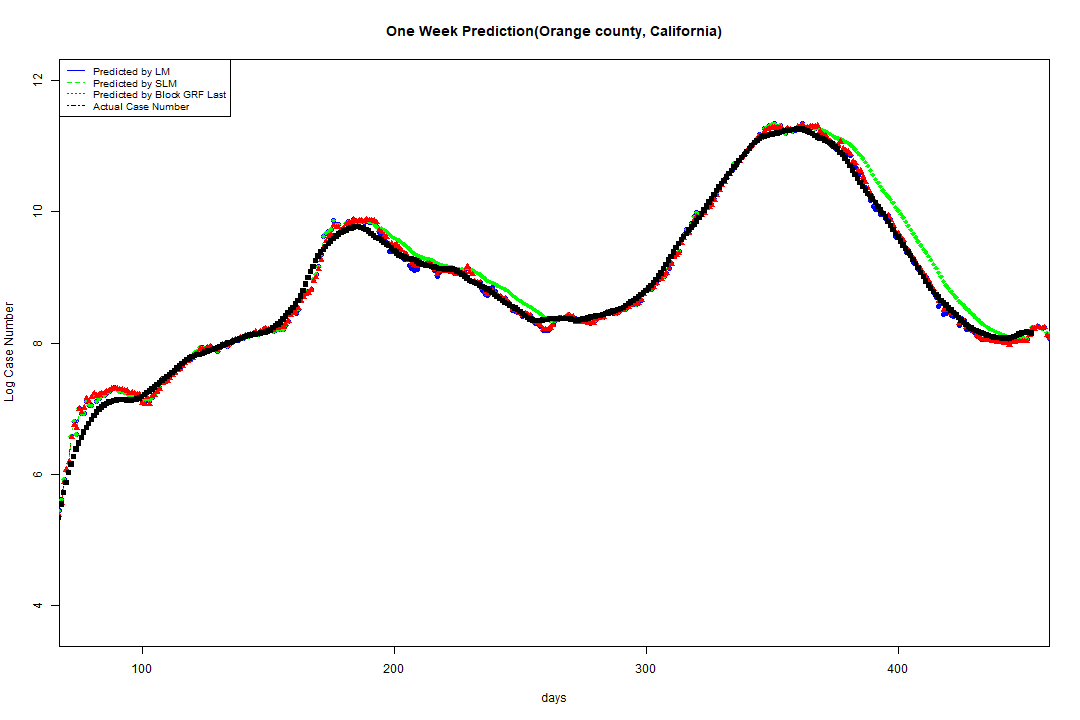 One Week Prediction(Orange county, California)
Predicted by LM
Predicted by SLM
Predicted by Block GRF Last
Actual Case Number
12
10
8
6
4
Log Case Number
100
200
300
400
days